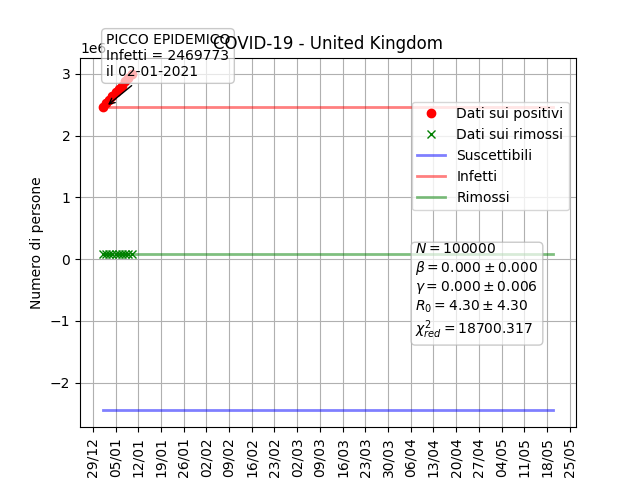 COVID-19 - United Kingdom
1e6
PICCO EPIDEMICO
Infetti = 2469773
il 02-01-2021
Dati sui positivi
Dati sui rimossi
Suscettibili
Infetti
Rimossi
N = 100000
β = 0.000 ± 0.000
γ = 0.000 ± 0.006
R₀ = 4.30 ± 4.30
χ²red = 18700.317
Numero di persone
3
2
1
0
−1
−2
29/12
05/01
12/01
19/01
26/01
02/02
09/02
16/02
23/02
02/03
09/03
16/03
23/03
30/03
06/04
13/04
20/04
27/04
04/05
11/05
18/05
25/05